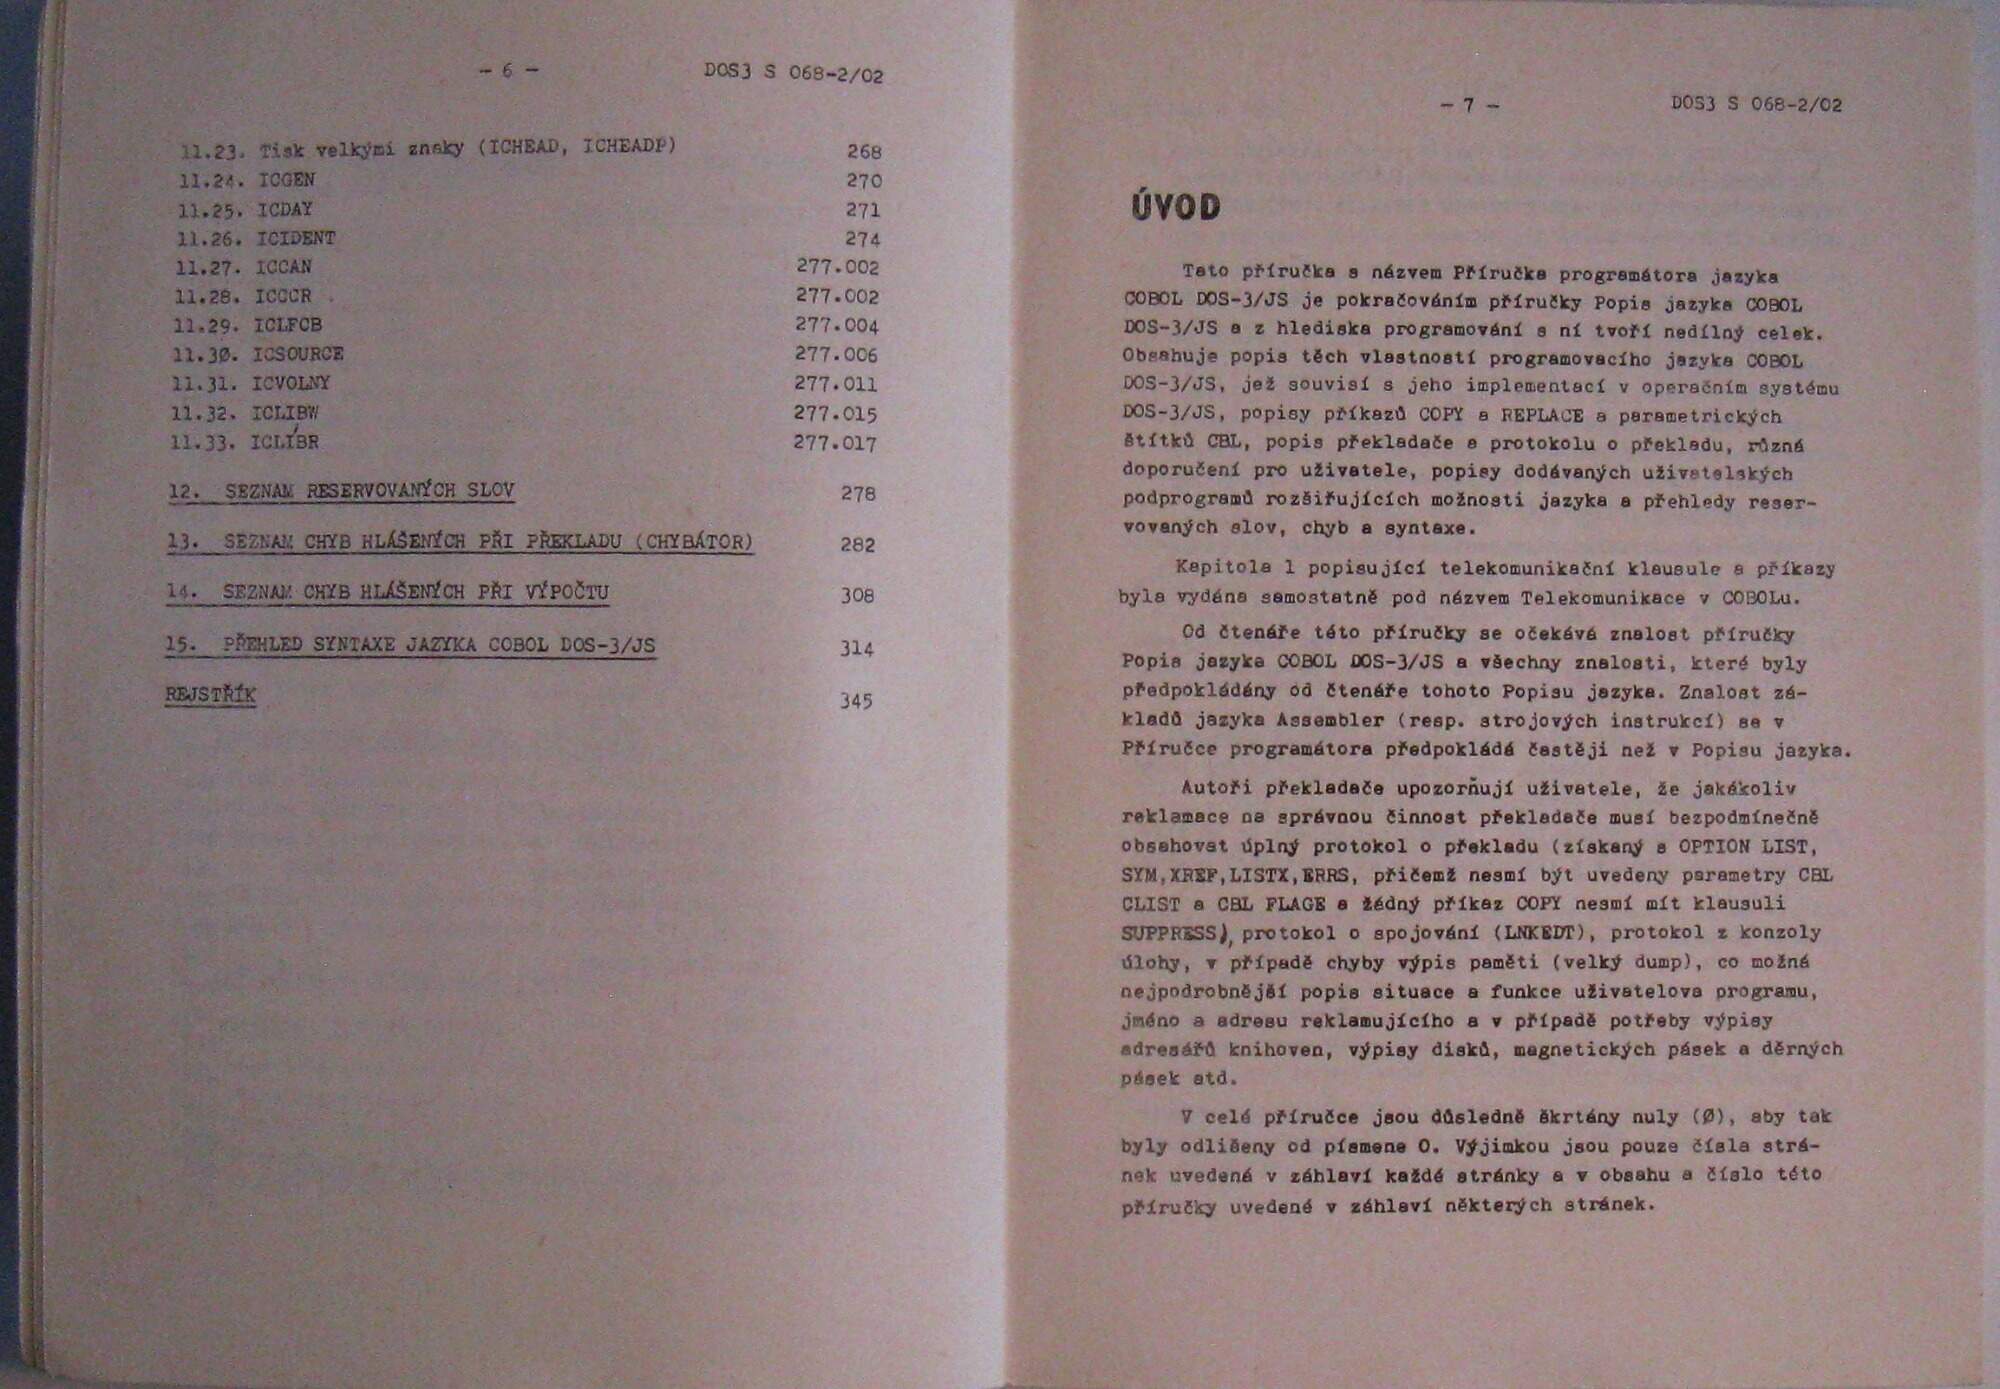 - 6 -
DOS3 S 068-2/02
11.23. Tisk velkými znaky (ICHEAD, ICHEADP) 268
11.24. ICGEN 270
11.25. ICDAY 271
11.26. ICIDENT 274
11.27. ICCAN 277.002
11.28. ICCCR 277.002
11.29. ICLFCB 277.004
11.3Ø. ICSOURCE 277.006
11.31. ICVOLNY 277.011
11.32. ICLIBW 277.015
11.33. ICLIBR 277.017
12. SEZNAM RESERVOVANÝCH SLOV 278
13. SEZNAM CHYB HLÁŠENÝCH PŘI PŘEKLADU (CHYBÁTOR) 282
14. SEZNAM CHYB HLÁŠENÝCH PŘI VÝPOČTU 308
15. PŘEHLED SYNTAXE JAZYKA COBOL DOS-3/JS 314
REJSTŘÍK 345
- 7 -
DOS3 S 068-2/02
ÚVOD
Tato příručka s názvem Příručka programátora jazyka
COBOL DOS-3/JS je pokračováním příručky Popis jazyka COBOL
DOS-3/JS a z hlediska programování s ní tvoří nedílný celek.
Obsahuje popis těch vlastností programovacího jazyka COBOL
DOS-3/JS, jež souvisí s jeho implementací v operačním systému
DOS-3/JS, popisy příkazů COPY a REPLACE a parametrických
štítků CBL, popis překladače a protokolu o překladu, různá
doporučení pro uživatele, popisy dodávaných uživatelských
podprogramů rozšiřujících možnosti jazyka a přehledy reser-
vovaných slov, chyb a syntaxe.
Kapitola 1 popisující telekomunikační klausule a příkazy
byla vydána samostatně pod názvem Telekomunikace v COBOLu.
Od čtenáře této příručky se očekává znalost příručky
Popis jazyka COBOL DOS-3/JS a všechny znalosti, které byly
předpokládány od čtenáře tohoto Popisu jazyka. Znalost zá-
kladů jazyka Assembler (resp. strojových instrukcí) se v
Příručce programátora předpokládá častěji než v Popisu jazyka.
Autoři překladače upozorňují uživatele, že jakákoliv
reklamace na správnou činnost překladače musí bezpodmínečně
obsahovat úplný protokol o překladu (získaný s OPTION LIST,
SYM,XREF,LISTX,ERRS, přičemž nesmí být uvedeny parametry CBL
CLIST a CBL FLAGE a žádný příkaz COPY nesmí mít klausuli
SUPPRESS), protokol o spojování (LNKEDT), protokol z konzoly
úlohy, v případě chyby výpis paměti (velký dump), co možná
nejpodrobnější popis situace a funkce uživatelova programu,
jméno a adresu reklamujícího a v případě potřeby výpisy
adresářů knihoven, výpisy disků, magnetických pásek a děrných
pásek atd.
V celé příručce jsou důsledně škrtány nuly (Ø), aby tak
byly odlišeny od písmene O. Výjimkou jsou pouze čísla strá-
nek uvedená v záhlaví každé stránky a v obsahu a číslo této
příručky uvedené v záhlaví některých stránek.